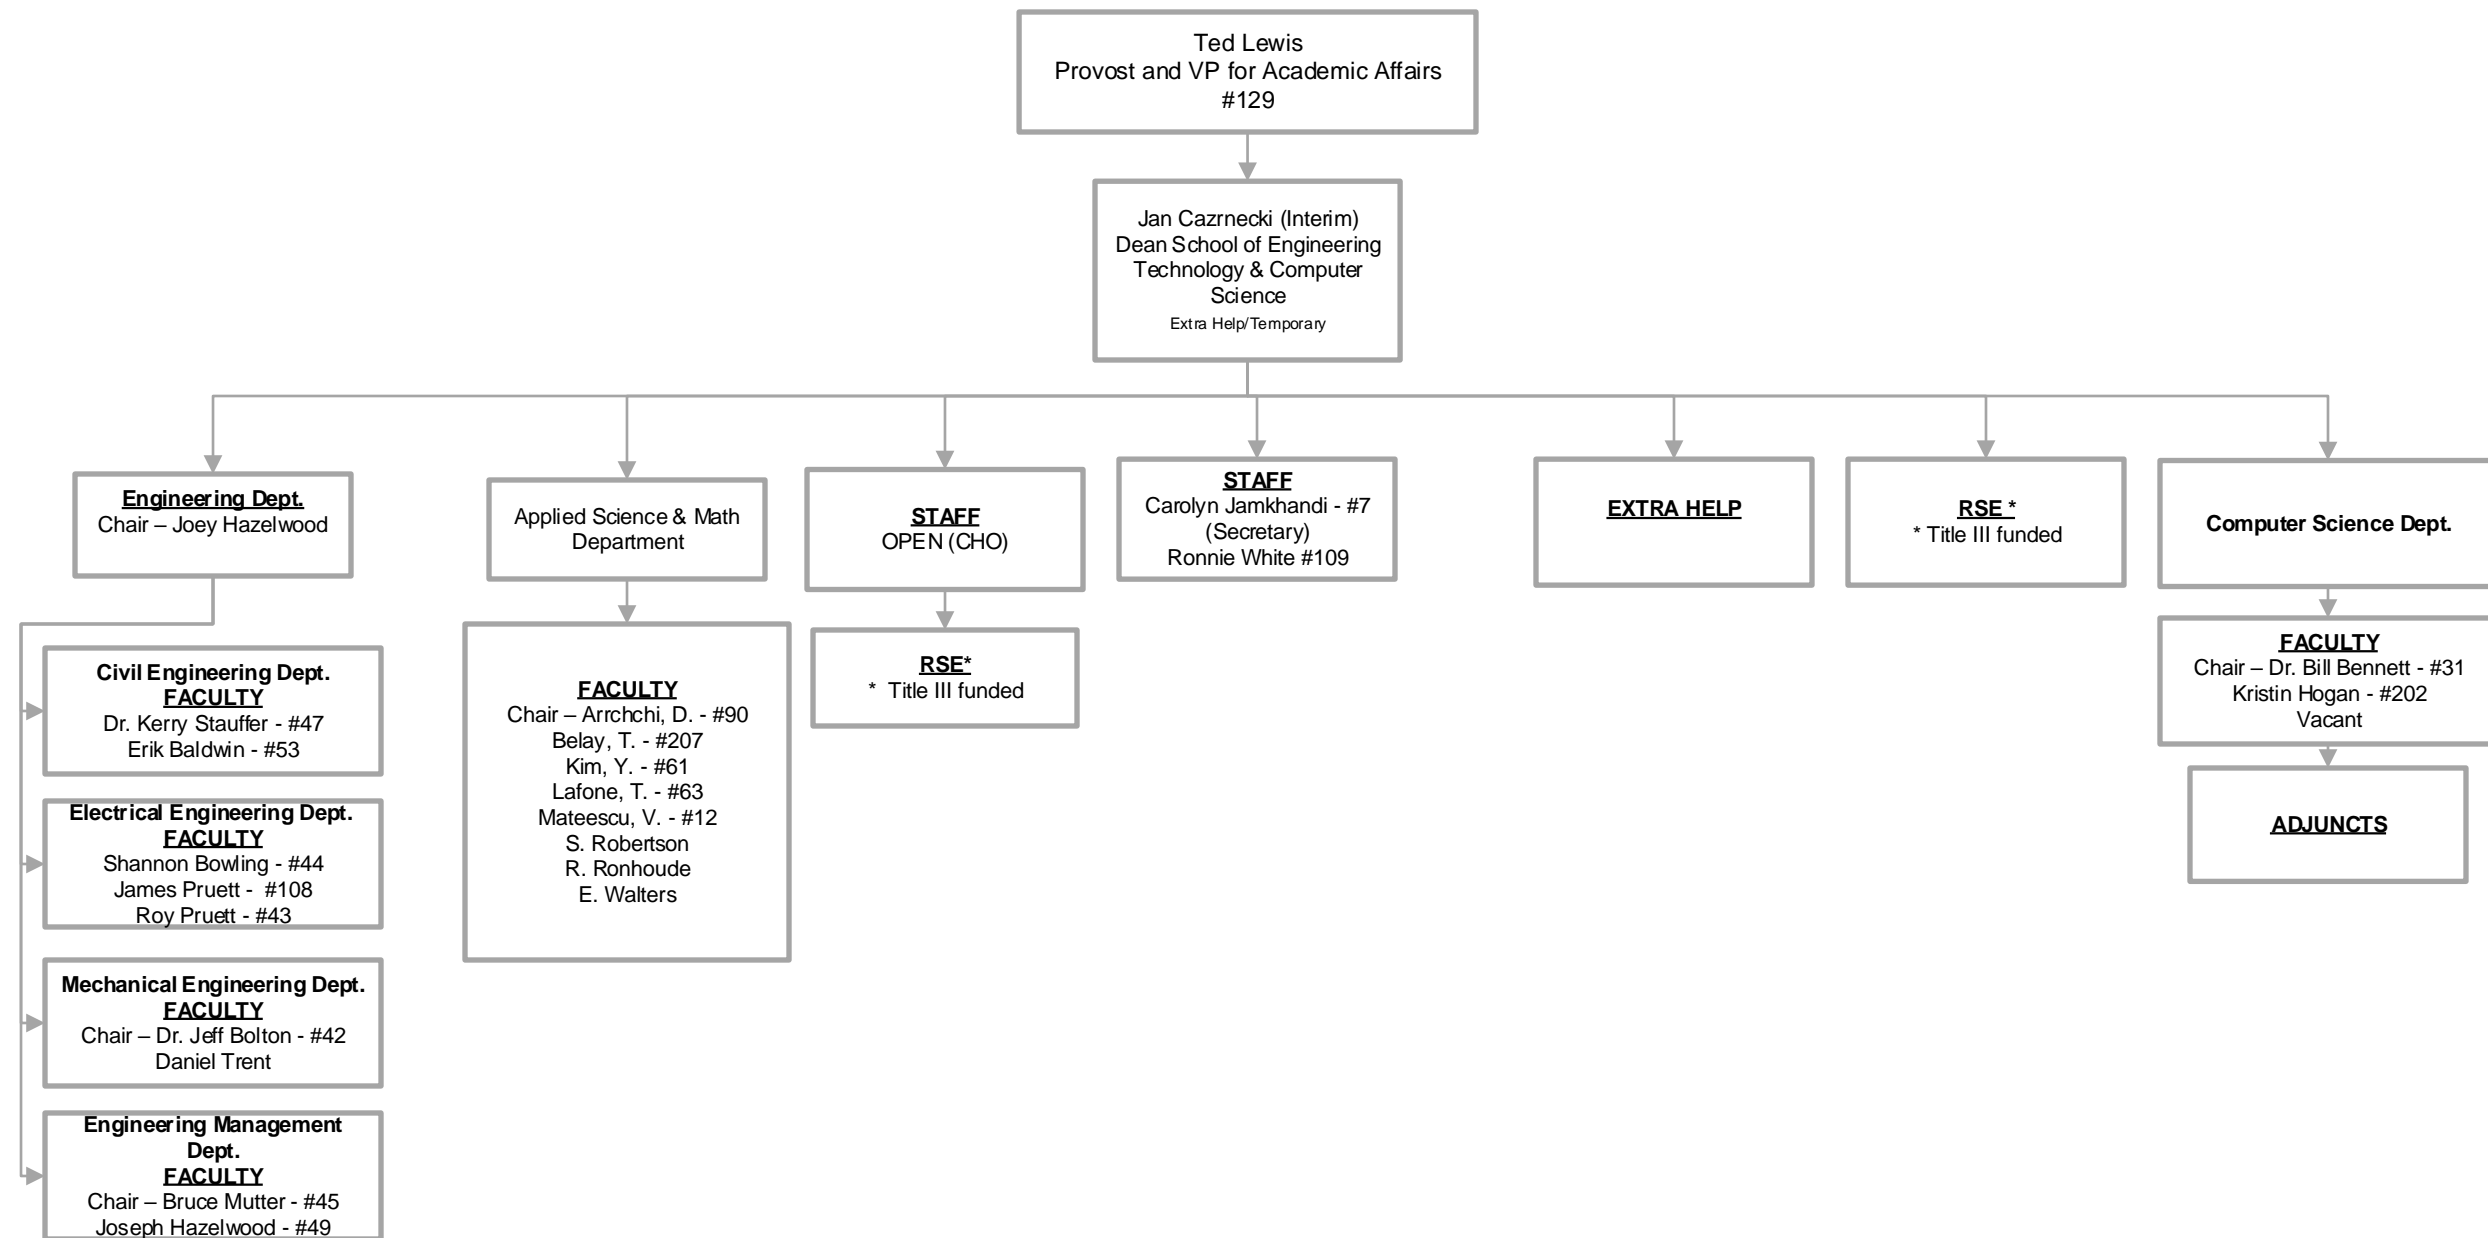 Ted Lewis
Provost and VP for Academic Affairs
#129
Jan Cazrnecki (Interim)
Dean School of Engineering
Technology & Computer
Science
Extra Help/Temporary
Engineering Dept.
Chair – Joey Hazelwood
Applied Science & Math
Department
STAFF
OPEN (CHO)
STAFF
Carolyn Jamkhandi - #7
(Secretary)
Ronnie White #109
EXTRA HELP
RSE *
* Title III funded
Computer Science Dept.
Civil Engineering Dept.
FACULTY
Dr. Kerry Stauffer - #47
Erik Baldwin - #53
Electrical Engineering Dept.
FACULTY
Shannon Bowling - #44
James Pruett - #108
Roy Pruett - #43
Mechanical Engineering Dept.
FACULTY
Chair – Dr. Jeff Bolton - #42
Daniel Trent
Engineering Management
Dept.
FACULTY
Chair – Bruce Mutter - #45
Joseph Hazelwood - #49
FACULTY
Chair – Arrchchi, D. - #90
Belay, T. - #207
Kim, Y. - #61
Lafone, T. - #63
Mateescu, V. - #12
S. Robertson
R. Ronhoude
E. Walters
RSE*
* Title III funded
FACULTY
Chair – Dr. Bill Bennett - #31
Kristin Hogan - #202
Vacant
ADJUNCTS